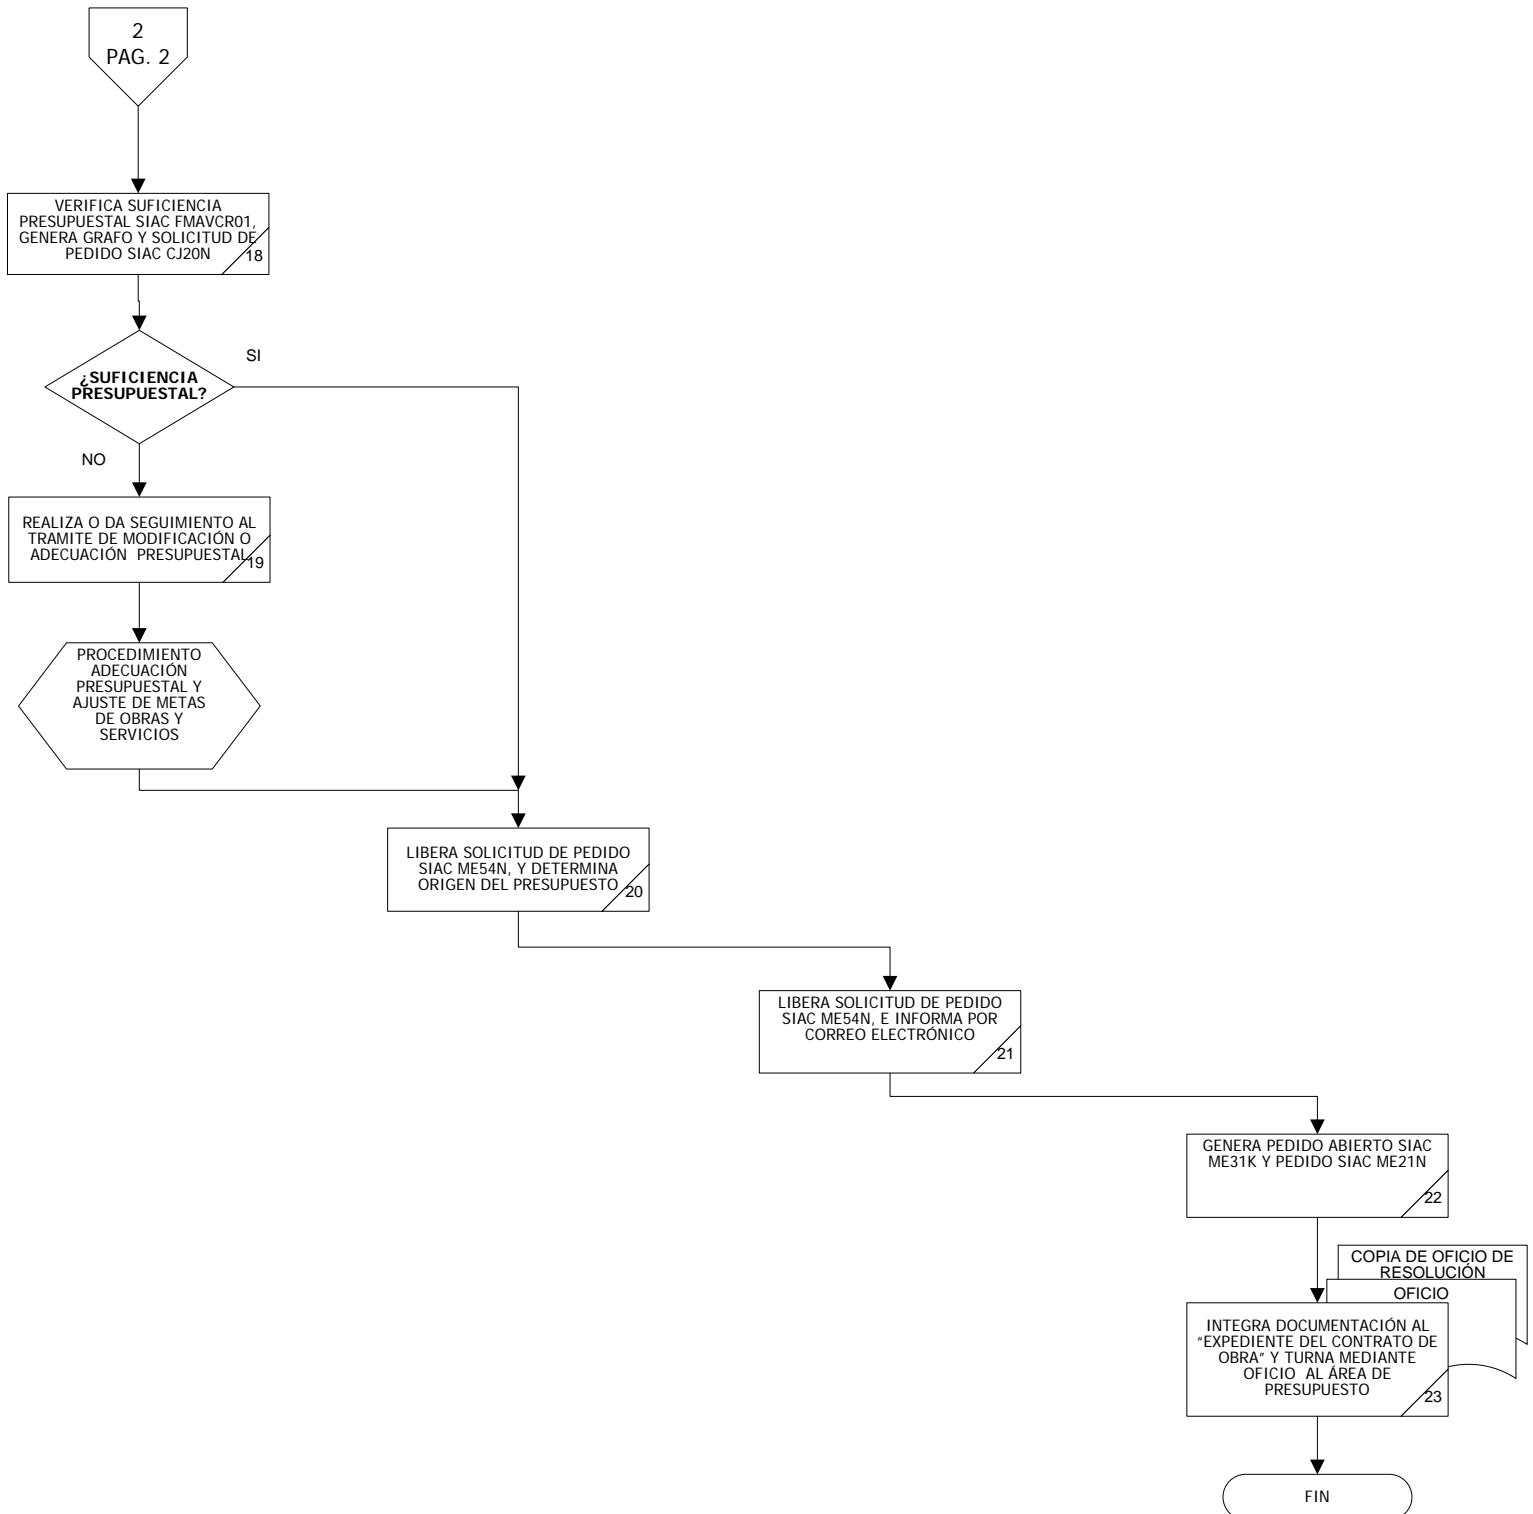 2
PAG. 2
VERIFICA SUFICIENCIA
PRESUPUESTAL SIAC FMAVCR01,
GENERA GRAFO Y SOLICITUD DE
PEDIDO SIAC CJ20N
18
SI
¿SUFICIENCIA
PRESUPUESTAL?
NO
REALIZA O DA SEGUIMIENTO AL
TRAMITE DE MODIFICACIÓN O
ADECUACIÓN PRESUPUESTAL
19
PROCEDIMIENTO
ADECUACIÓN
PRESUPUESTAL Y
AJUSTE DE METAS
DE OBRAS Y
SERVICIOS
LIBERA SOLICITUD DE PEDIDO
SIAC ME54N, Y DETERMINA
ORIGEN DEL PRESUPUESTO
20
LIBERA SOLICITUD DE PEDIDO
SIAC ME54N, E INFORMA POR
CORREO ELECTRÓNICO
21
GENERA PEDIDO ABIERTO SIAC
ME31K Y PEDIDO SIAC ME21N
22
COPIA DE OFICIO DE
RESOLUCIÓN
OFICIO
INTEGRA DOCUMENTACIÓN AL
“EXPEDIENTE DEL CONTRATO DE
OBRA” Y TURNA MEDIANTE
OFICIO AL ÁREA DE
PRESUPUESTO
23
FIN